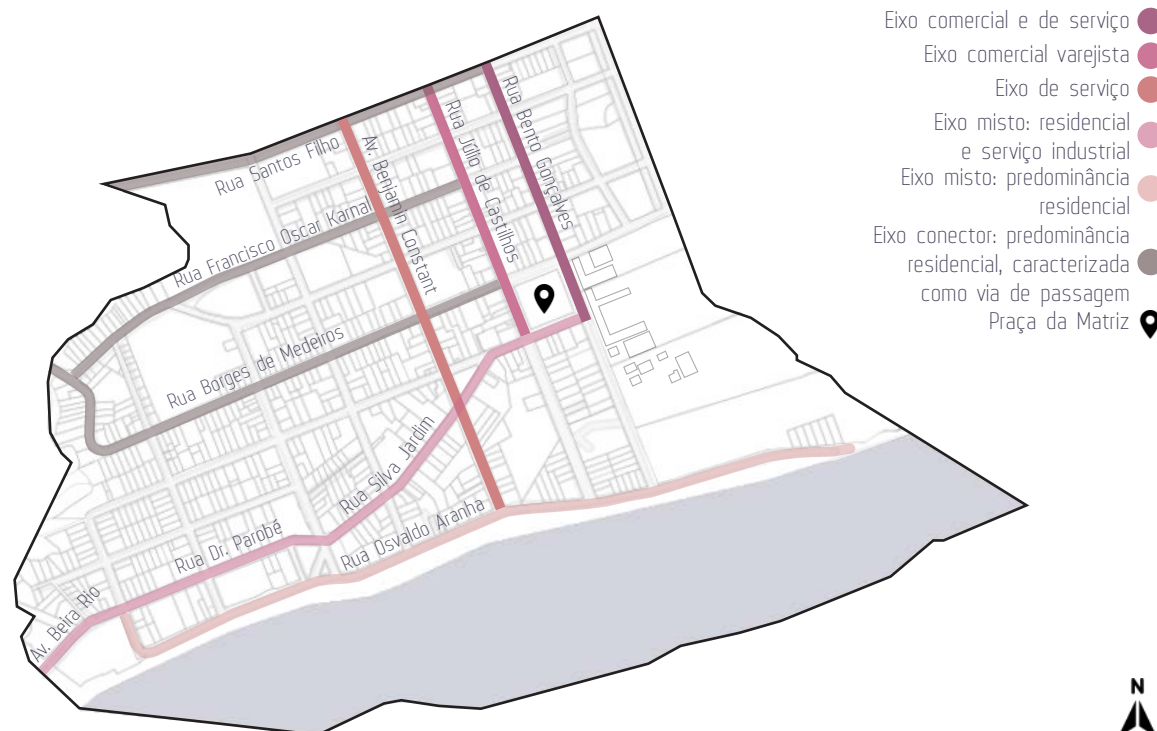 Eixo comercial e de serviço
Eixo comercial varejista
Eixo de serviço
Eixo misto: residencial
e serviço industrial
Eixo misto: predominância
residencial
Eixo conector: predominância
residencial, caracterizada
como via de passagem
Praça da Matriz
Rua Santos Filho
Av. Benjamin Constant
Rua Júlio de Castilhos
Rua Bento Gonçalves
Rua Francisco Oscar Karnal
Rua Borges de Medeiros
Rua Silva Jardim
Rua Dr. Parobé
Rua Osvaldo Aranha
Av. Beira Rio
N